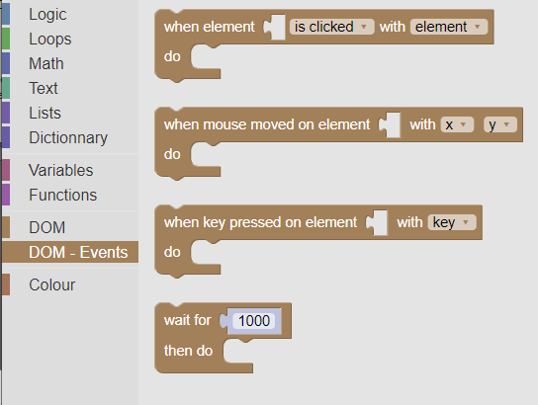 Logic
Loops
Math
Text
Lists
Dictionnary
Variables
Functions
DOM
DOM - Events
Colour
when element is clicked with element
do
when mouse moved on element with x y
do
when key pressed on element with key
do
wait for 1000
then do